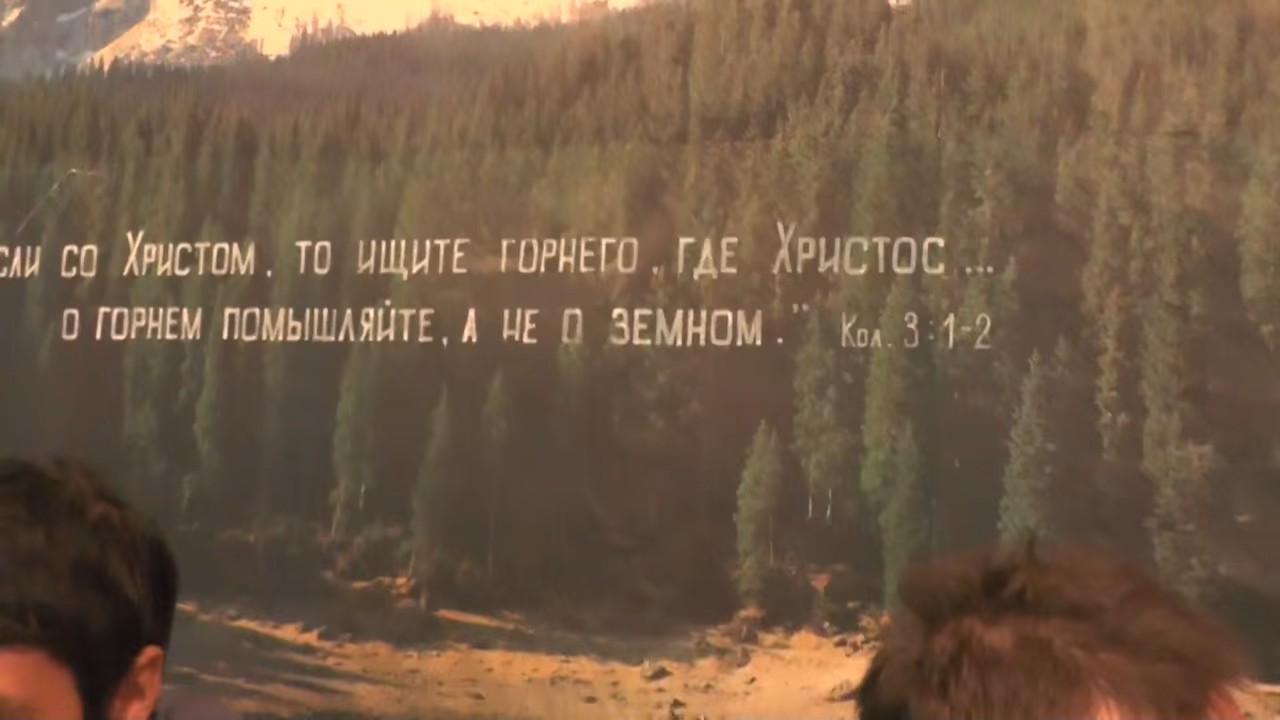 сли со Христом, то ищите горнего, где Христос...
о горнем помышляйте, а не о земном." Кол. 3:1-2